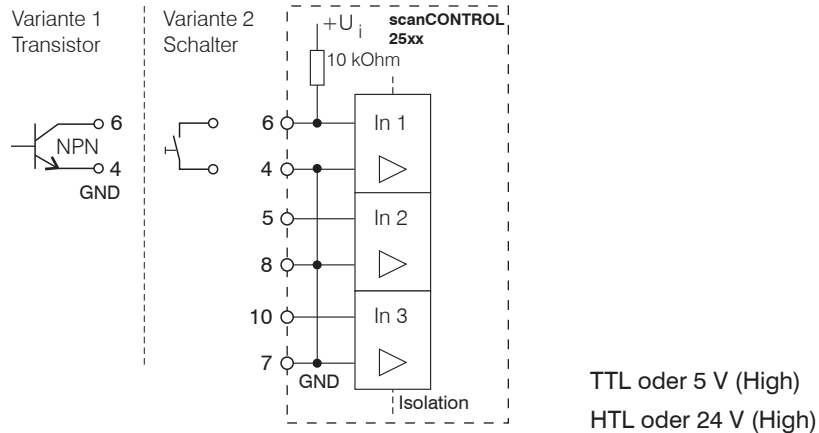 Variante 1
Transistor
Variante 2
Schalter
+U i
scanCONTROL
25xx
10 kOhm
6
NPN
4
GND
6
In 1
4
5
In 2
8
10
In 3
7
GND
Isolation
TTL oder 5 V (High)
HTL oder 24 V (High)